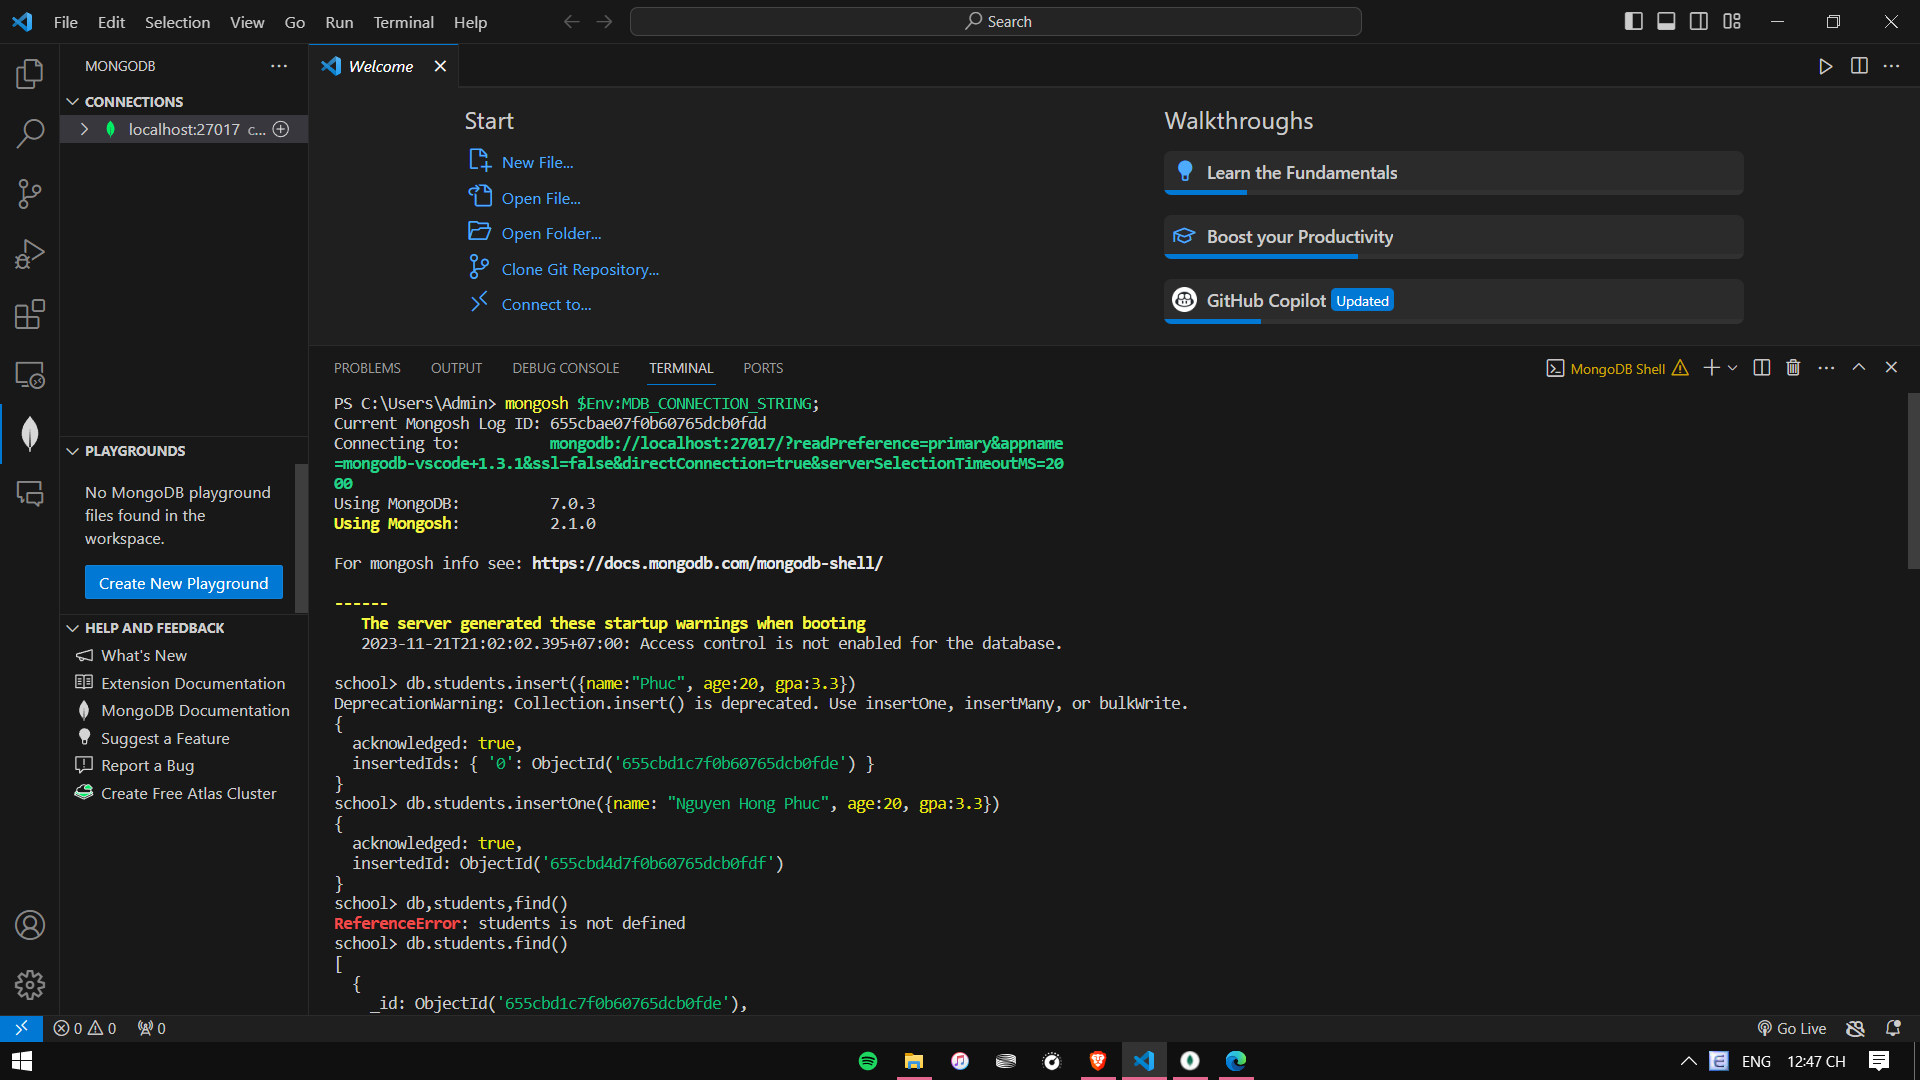 File Edit Selection View Go Run Terminal Help
Search
MONGODB
CONNECTIONS
localhost:27017 c...
Welcome
Start
New File...
Open File...
Open Folder...
Clone Git Repository...
Connect to...
Walkthroughs
Learn the Fundamentals
Boost your Productivity
GitHub Copilot Updated
PLAYGROUNDS
No MongoDB playground
files found in the
workspace.
Create New Playground
HELP AND FEEDBACK
What's New
Extension Documentation
MongoDB Documentation
Suggest a Feature
Report a Bug
Create Free Atlas Cluster
PROBLEMS OUTPUT DEBUG CONSOLE TERMINAL PORTS
MongoDB Shell
PS C:\Users\Admin> mongosh $Env:MDB_CONNECTION_STRING;
Current Mongosh Log ID: 655cbae07f0b60765dcb0fdd
Connecting to: mongodb://localhost:27017/?readPreference=primary&appname
=mongodb-vscode+1.3.1&ssl=false&directConnection=true&serverSelectionTimeoutMS=20
00
Using MongoDB: 7.0.3
Using Mongosh: 2.1.0
For mongosh info see: https://docs.mongodb.com/mongodb-shell/
------
The server generated these startup warnings when booting
2023-11-21T21:02:02.395+07:00: Access control is not enabled for the database.
school> db.students.insert({name:"Phuc", age:20, gpa:3.3})
DeprecationWarning: Collection.insert() is deprecated. Use insertOne, insertMany, or bulkWrite.
{
acknowledged: true,
insertedIds: { '0': ObjectId('655cbd1c7f0b60765dcb0fde') }
}
school> db.students.insertOne({name: "Nguyen Hong Phuc", age:20, gpa:3.3})
{
acknowledged: true,
insertedId: ObjectId('655cbd4d7f0b60765dcb0fdf')
}
school> db,students,find()
ReferenceError: students is not defined
school> db.students.find()
[
{
_id: ObjectId('655cbd1c7f0b60765dcb0fde'),
0 0 0
Go Live
ENG 12:47 CH